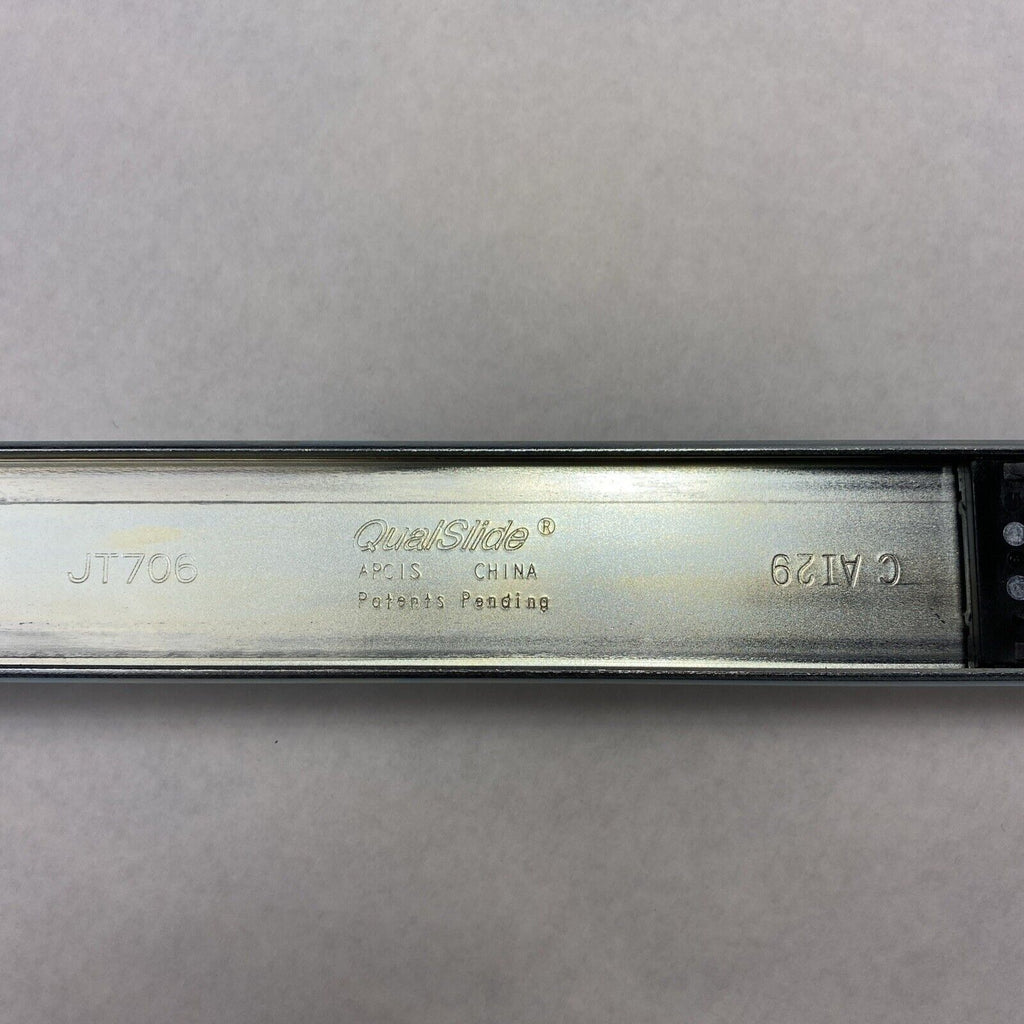 JT706
QualSlide®
APCIS CHINA
Patents Pending
C AI29